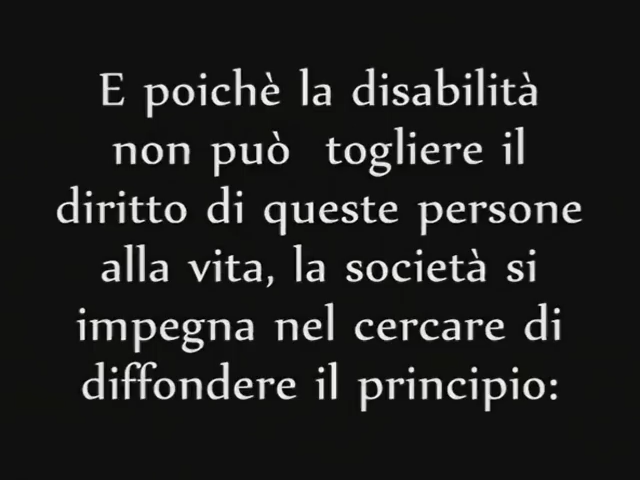 E poichè la disabilità
non può togliere il
diritto di queste persone
alla vita, la società si
impegna nel cercare di
diffondere il principio: